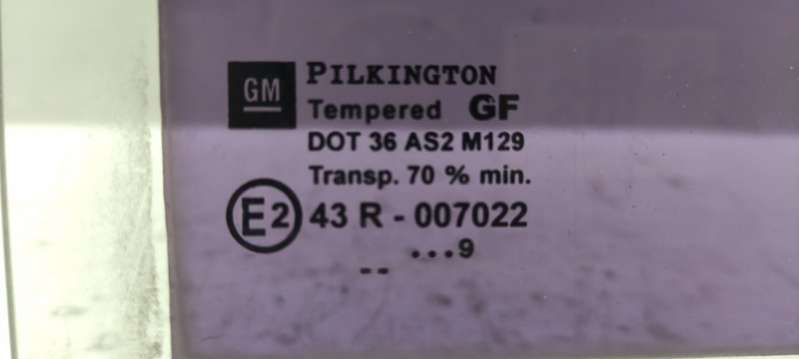 GM PILKINGTON
Tempered GF
DOT 36 AS2 M129
Transp. 70 % min.
E2 43 R - 007022
...9
--